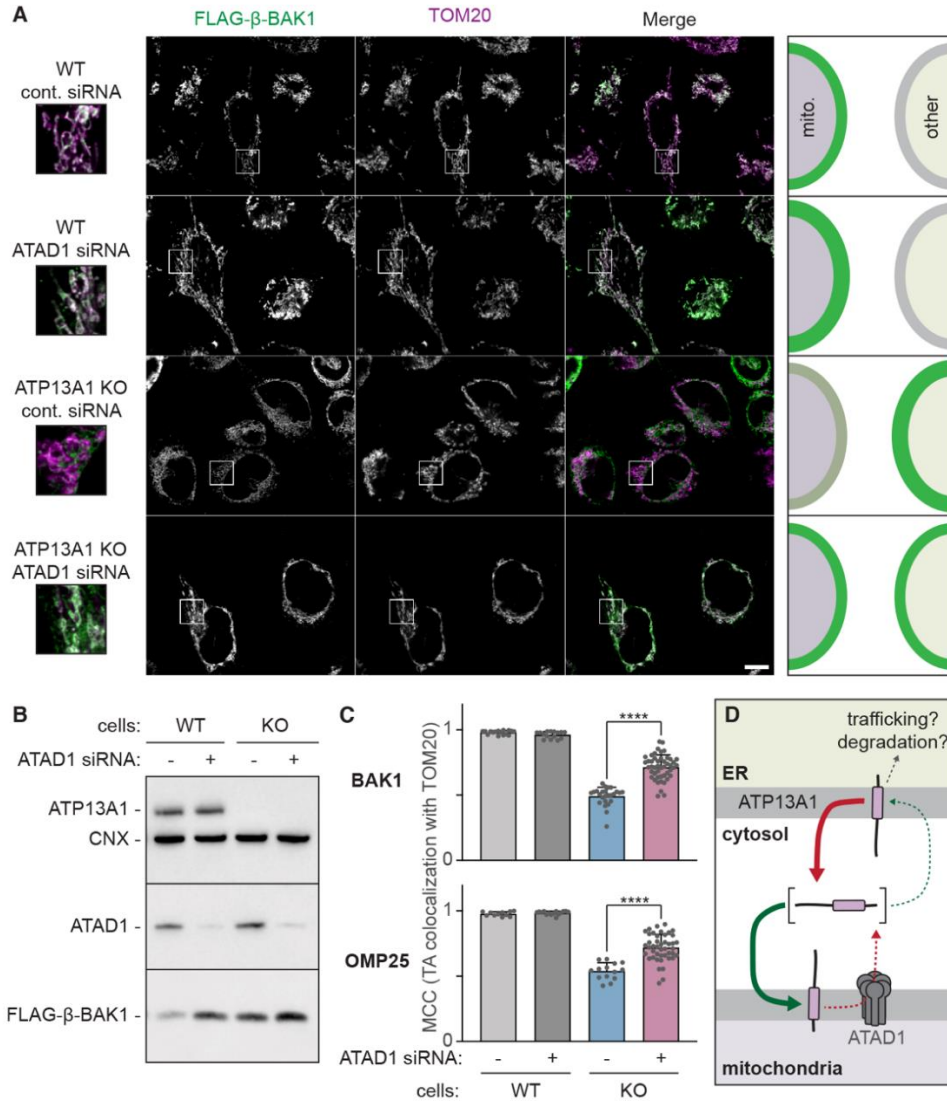 A
FLAG-β-BAK1
TOM20
Merge
WT
cont. siRNA
mito.
other
WT
ATAD1 siRNA
ATP13A1 KO
cont. siRNA
ATP13A1 KO
ATAD1 siRNA
B
cells: WT KO
ATAD1 siRNA: - + - +
ATP13A1 -
CNX -
ATAD1 -
FLAG-β-BAK1 -
C
MCC (TA colocalization with TOM20)
BAK1
1
****
0
OMP25
1
****
0
ATAD1 siRNA: - + - +
cells: WT KO
D
trafficking?
degradation?
ER
ATP13A1
cytosol
ATAD1
mitochondria